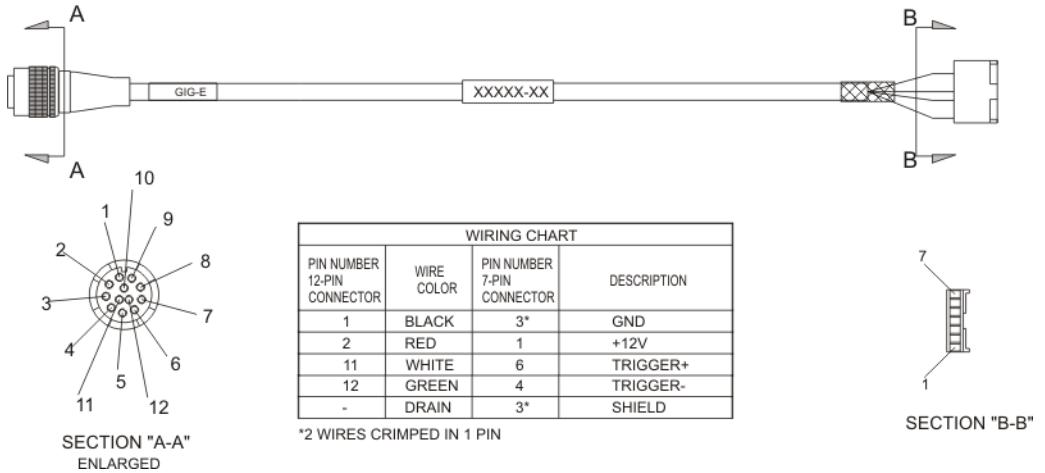 A
B
GIG-E
XXXXX-XX
A
B
10
1
9
2
8
3
7
4
6
5
11
12
SECTION "A-A"
ENLARGED
WIRING CHART
PIN NUMBER 12-PIN CONNECTOR WIRE COLOR PIN NUMBER 7-PIN CONNECTOR DESCRIPTION
1 BLACK 3* GND
2 RED 1 +12V
11 WHITE 6 TRIGGER+
12 GREEN 4 TRIGGER-
- DRAIN 3* SHIELD
*2 WIRES CRIMPED IN 1 PIN
7
1
SECTION "B-B"